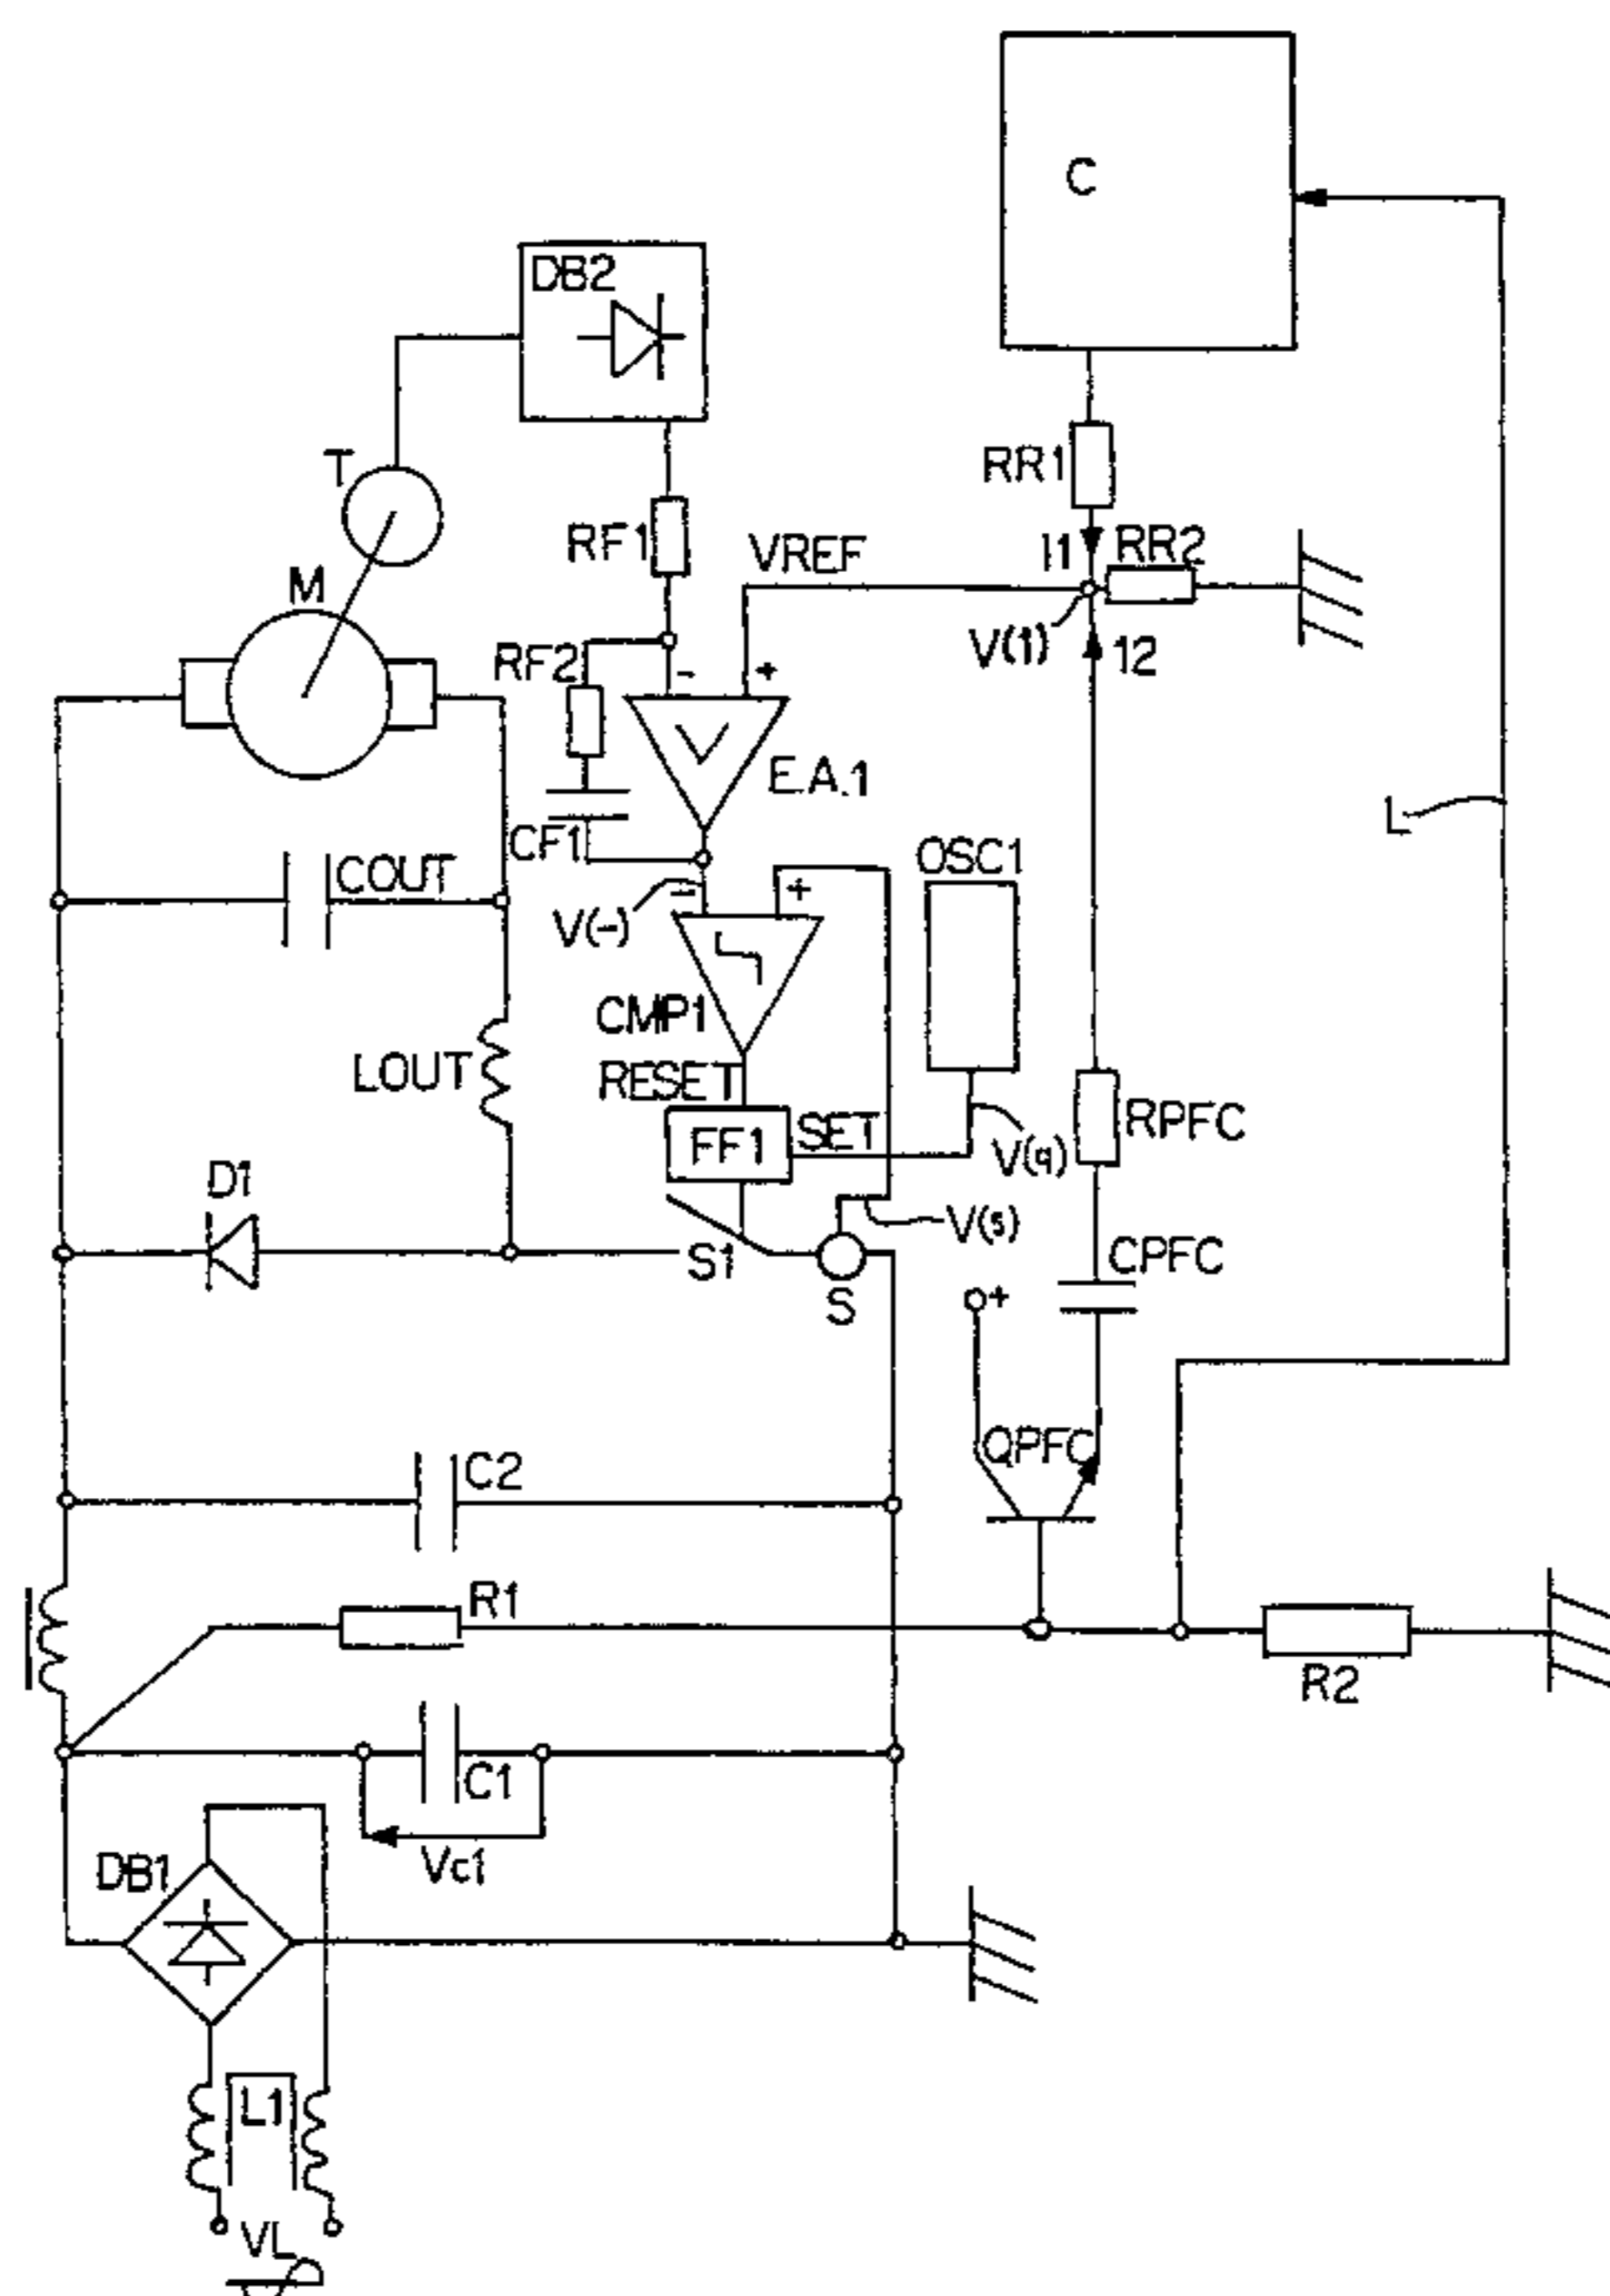 C
DB2
T
RR1
RF1
VREF
I1
RR2
M
V(1)
12
RF2
-
+
E.A.1
L
CF1
OSC1
COUT
V(-)
-
+
CMP1
LOUT
RESET
FF1
SET
V(q)
RPFC
D1
V(s)
S1
S
CPFC
+
QPFC
C2
R1
R2
C1
Vc1
DB1
L1
VL